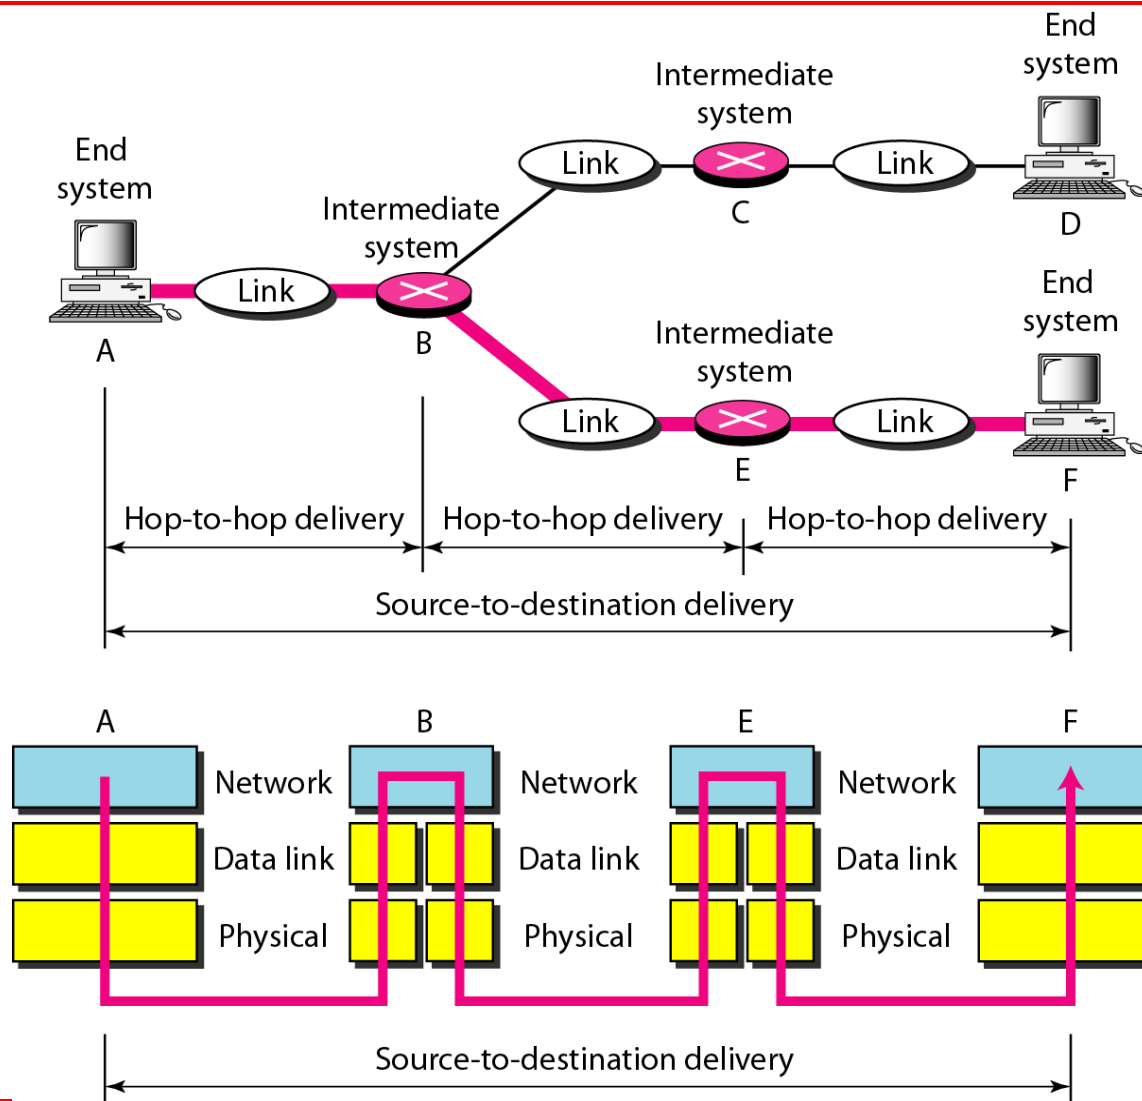 End
system
Intermediate
system
End
system
Link
Link
C
D
Intermediate
system
Link
A
B
End
system
Intermediate
system
Link
Link
E
F
Hop-to-hop delivery
Hop-to-hop delivery
Hop-to-hop delivery
Source-to-destination delivery
A
B
E
F
Network
Network
Network
Data link
Data link
Data link
Physical
Physical
Physical
Source-to-destination delivery